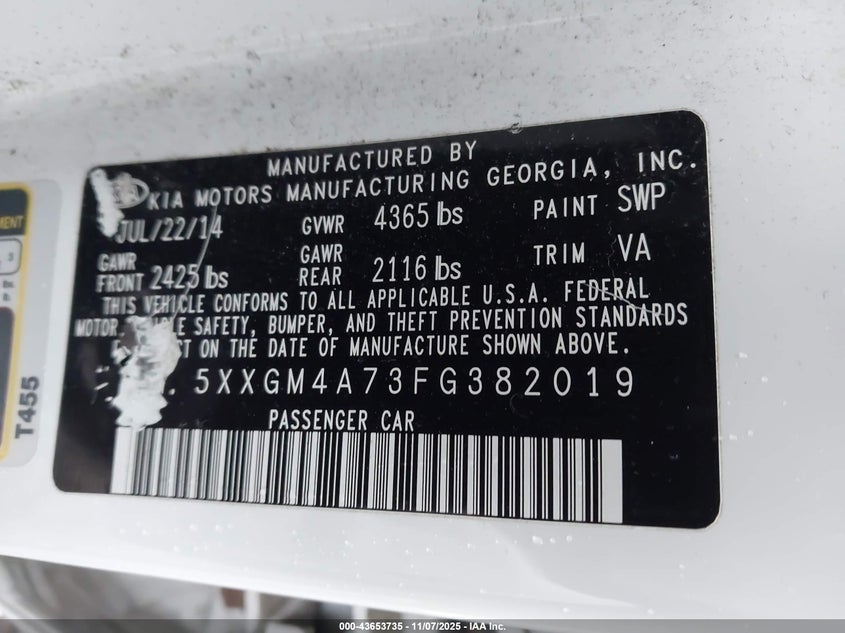 MANUFACTURED BY
KIA MOTORS MANUFACTURING GEORGIA, INC.
JUL/22/14 GVWR 4365 lbs PAINT SWP
GAWR FRONT 2425 lbs GAWR REAR 2116 lbs TRIM VA
THIS VEHICLE CONFORMS TO ALL APPLICABLE U.S.A. FEDERAL
MOTOR SAFETY, BUMPER, AND THEFT PREVENTION STANDARDS
ON THE DATE OF MANUFACTURE SHOWN ABOVE.
5XXGM4A73FG382019
PASSENGER CAR
T455
000-43653735 - 11/07/2025 - IAA Inc.